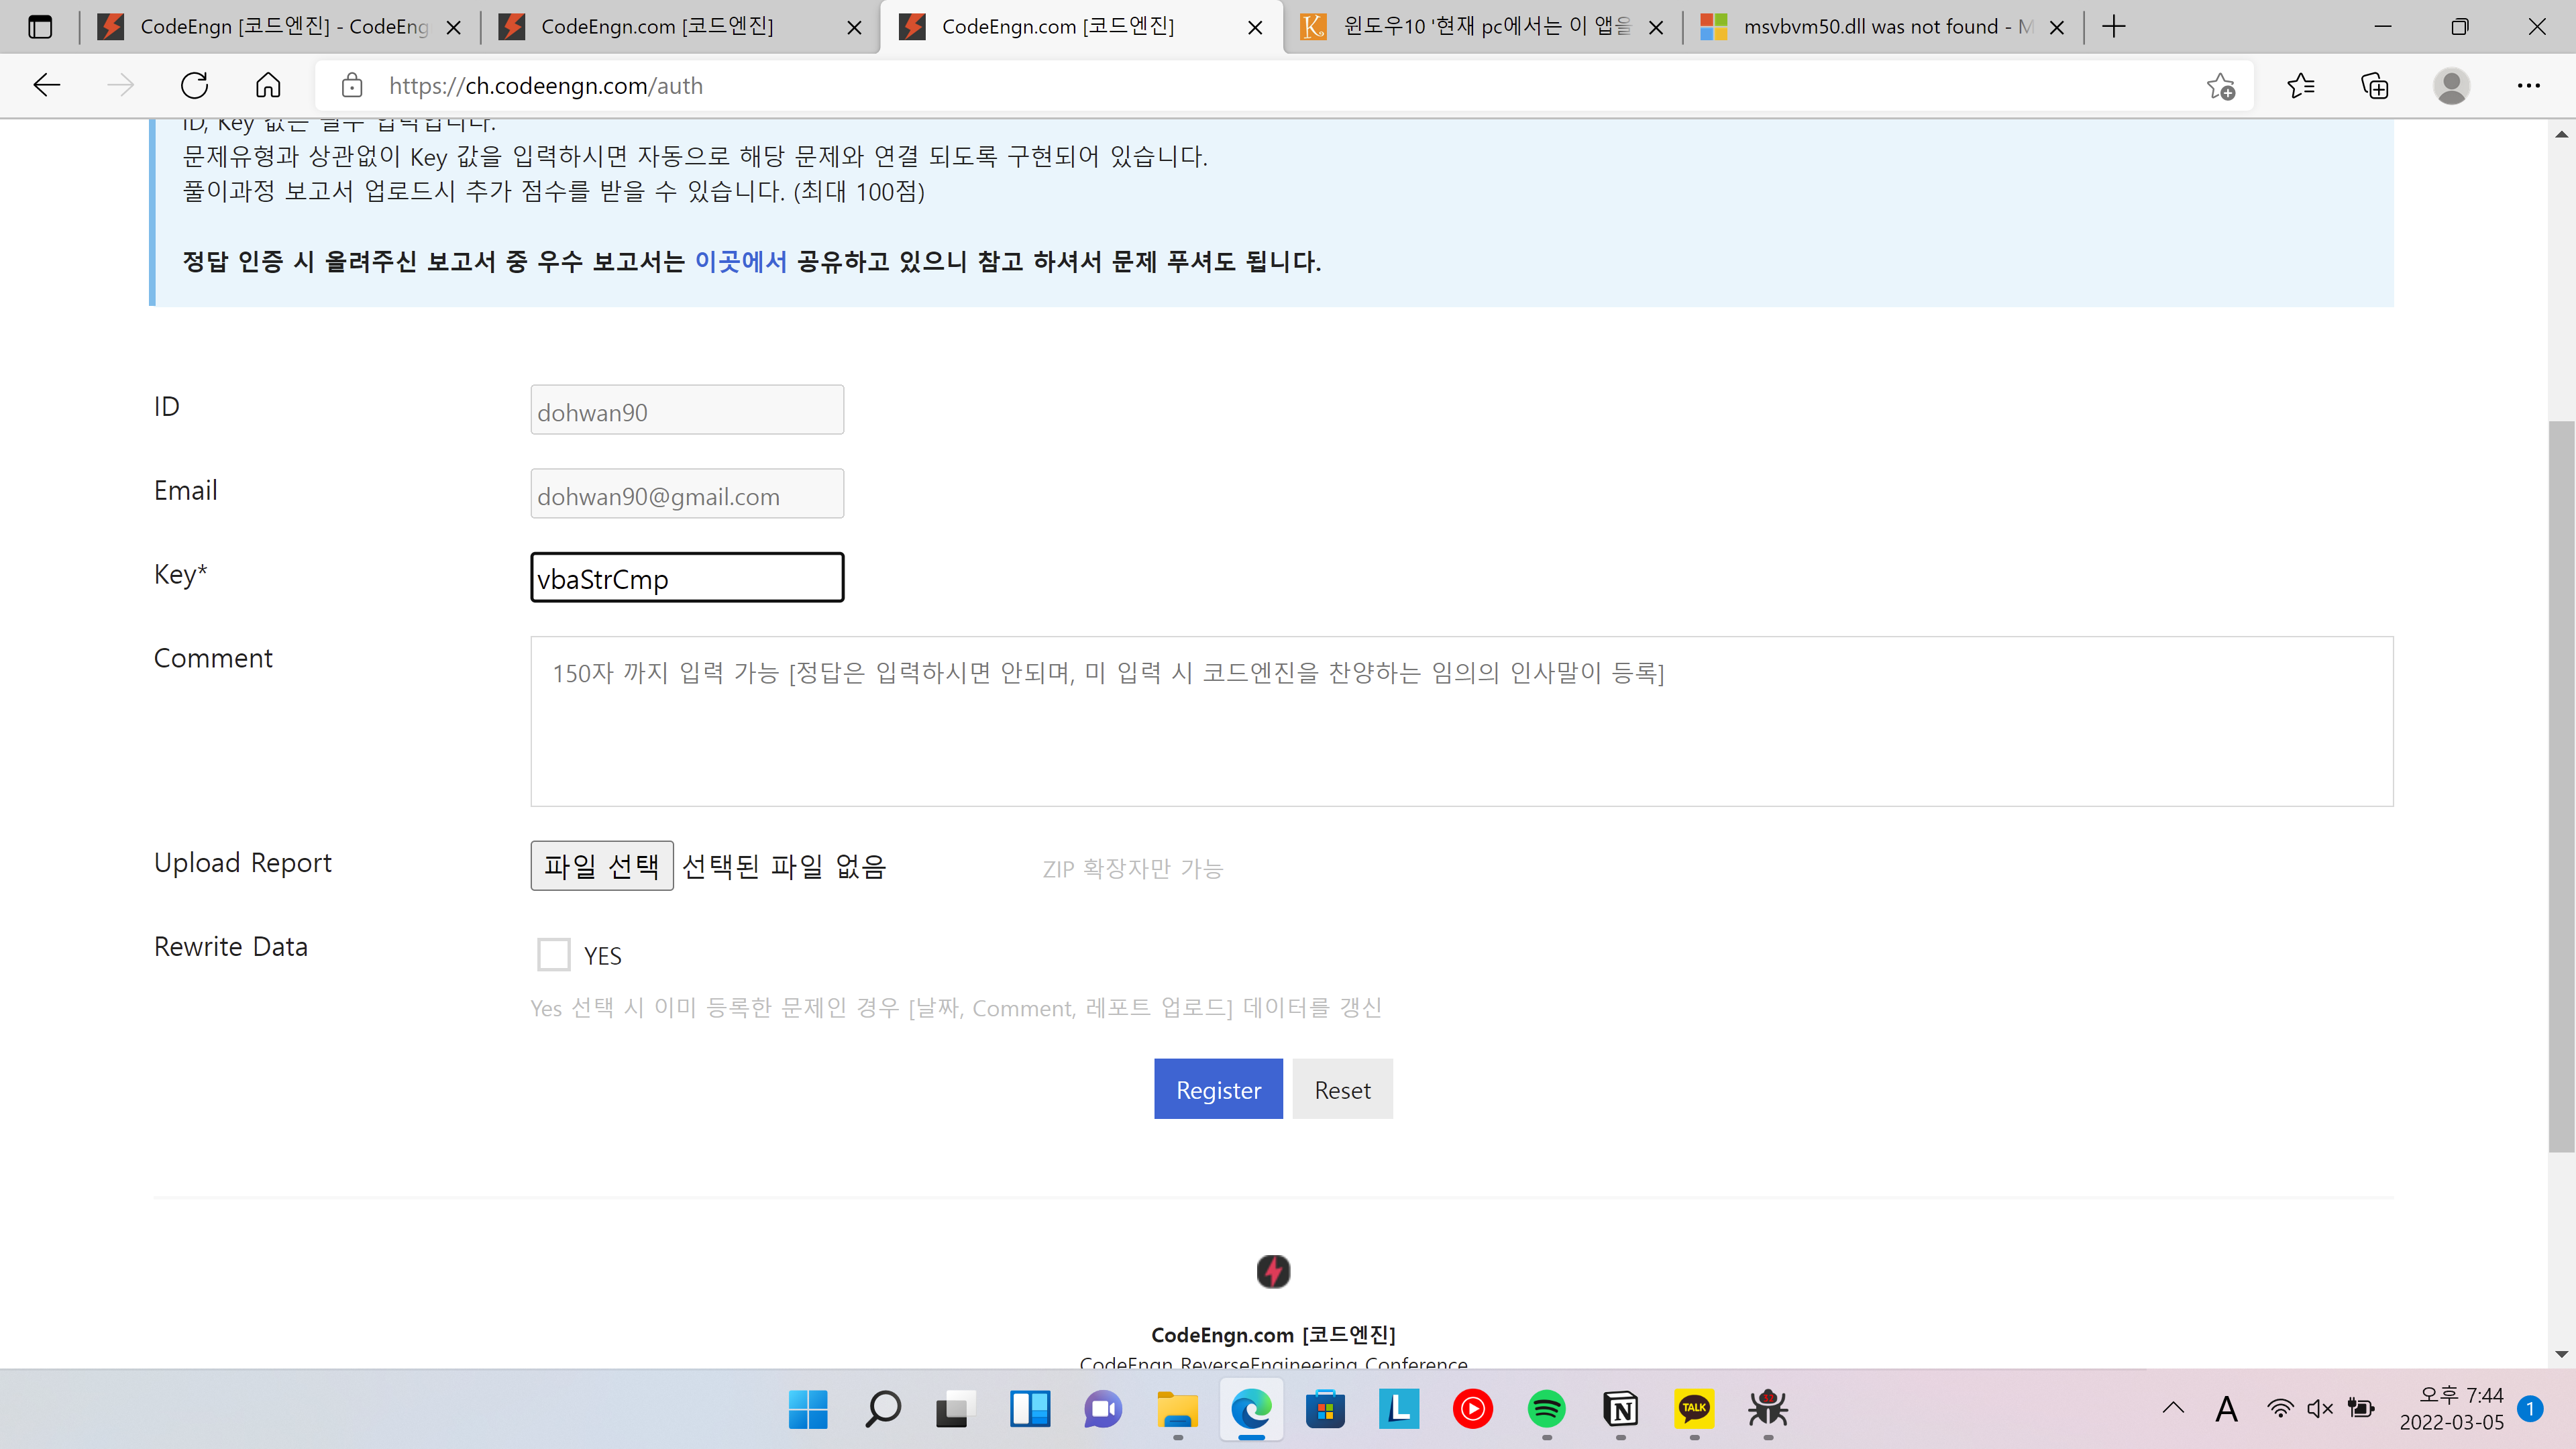 CodeEngn [코드엔진] - CodeEng
CodeEngn.com [코드엔진]
CodeEngn.com [코드엔진]
윈도우10 '현재 pc에서는 이 앱을
msvbvm50.dll was not found - M
https://ch.codeengn.com/auth
ID, Key 값은 필수 입력입니다.
문제유형과 상관없이 Key 값을 입력하시면 자동으로 해당 문제와 연결 되도록 구현되어 있습니다.
풀이과정 보고서 업로드시 추가 점수를 받을 수 있습니다. (최대 100점)
정답 인증 시 올려주신 보고서 중 우수 보고서는 이곳에서 공유하고 있으니 참고 하셔서 문제 푸셔도 됩니다.
ID
dohwan90
Email
dohwan90@gmail.com
Key*
vbaStrCmp
Comment
150자 까지 입력 가능 [정답은 입력하시면 안되며, 미 입력 시 코드엔진을 찬양하는 임의의 인사말이 등록]
Upload Report
파일 선택 선택된 파일 없음 ZIP 확장자만 가능
Rewrite Data
YES
Yes 선택 시 이미 등록한 문제인 경우 [날짜, Comment, 레포트 업로드] 데이터를 갱신
Register Reset
CodeEngn.com [코드엔진]
CodeEngn ReverseEngineering Conference
L
N
TALK
A
오후 7:44
2022-03-05
1